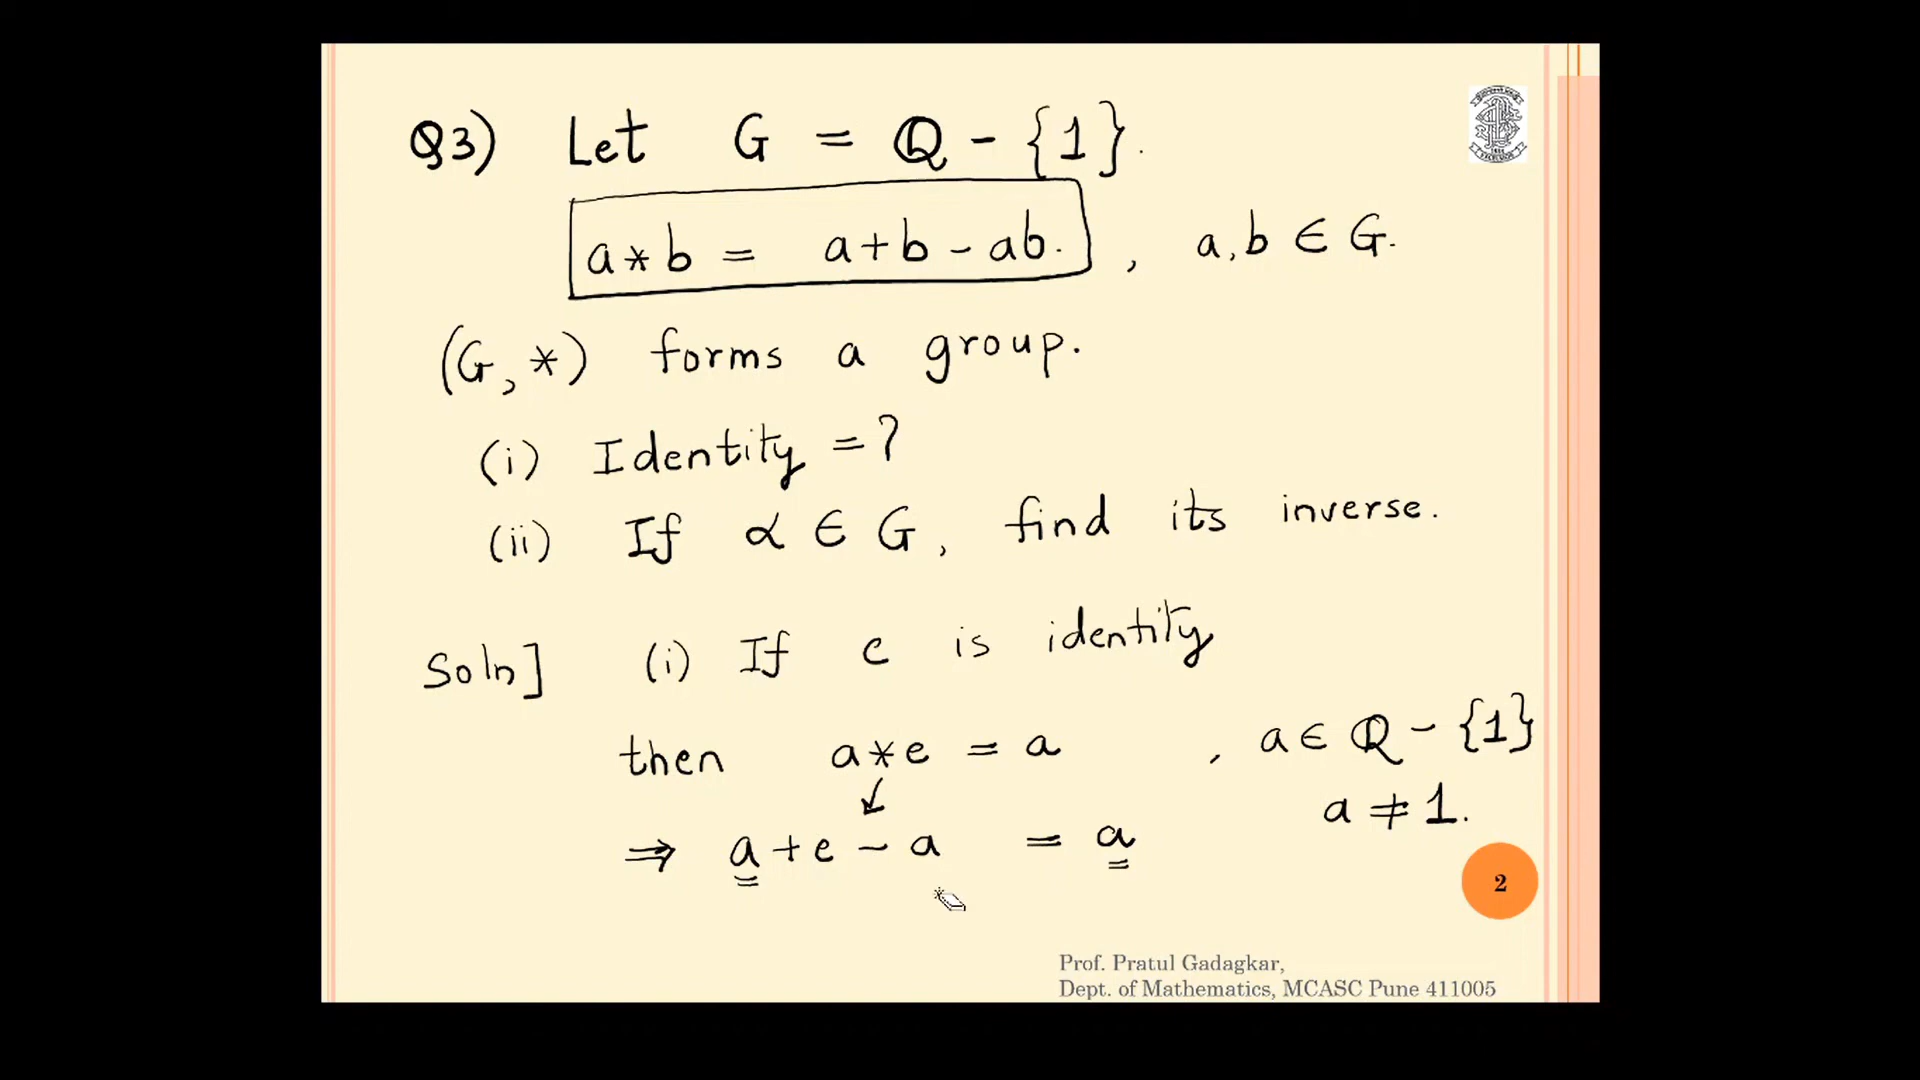 Q3) Let G = ℚ - {1}.
a * b = a+b - ab. , a,b ∈ G.
(G, *) forms a group.
(i) Identity = ?
(ii) If α ∈ G, find its inverse.
Soln] (i) If e is identity
then a * e = a , a ∈ ℚ - {1}
a ≠ 1.
⇒ a + e - a = a
2
Prof. Pratul Gadagkar,
Dept. of Mathematics, MCASC Pune 411005